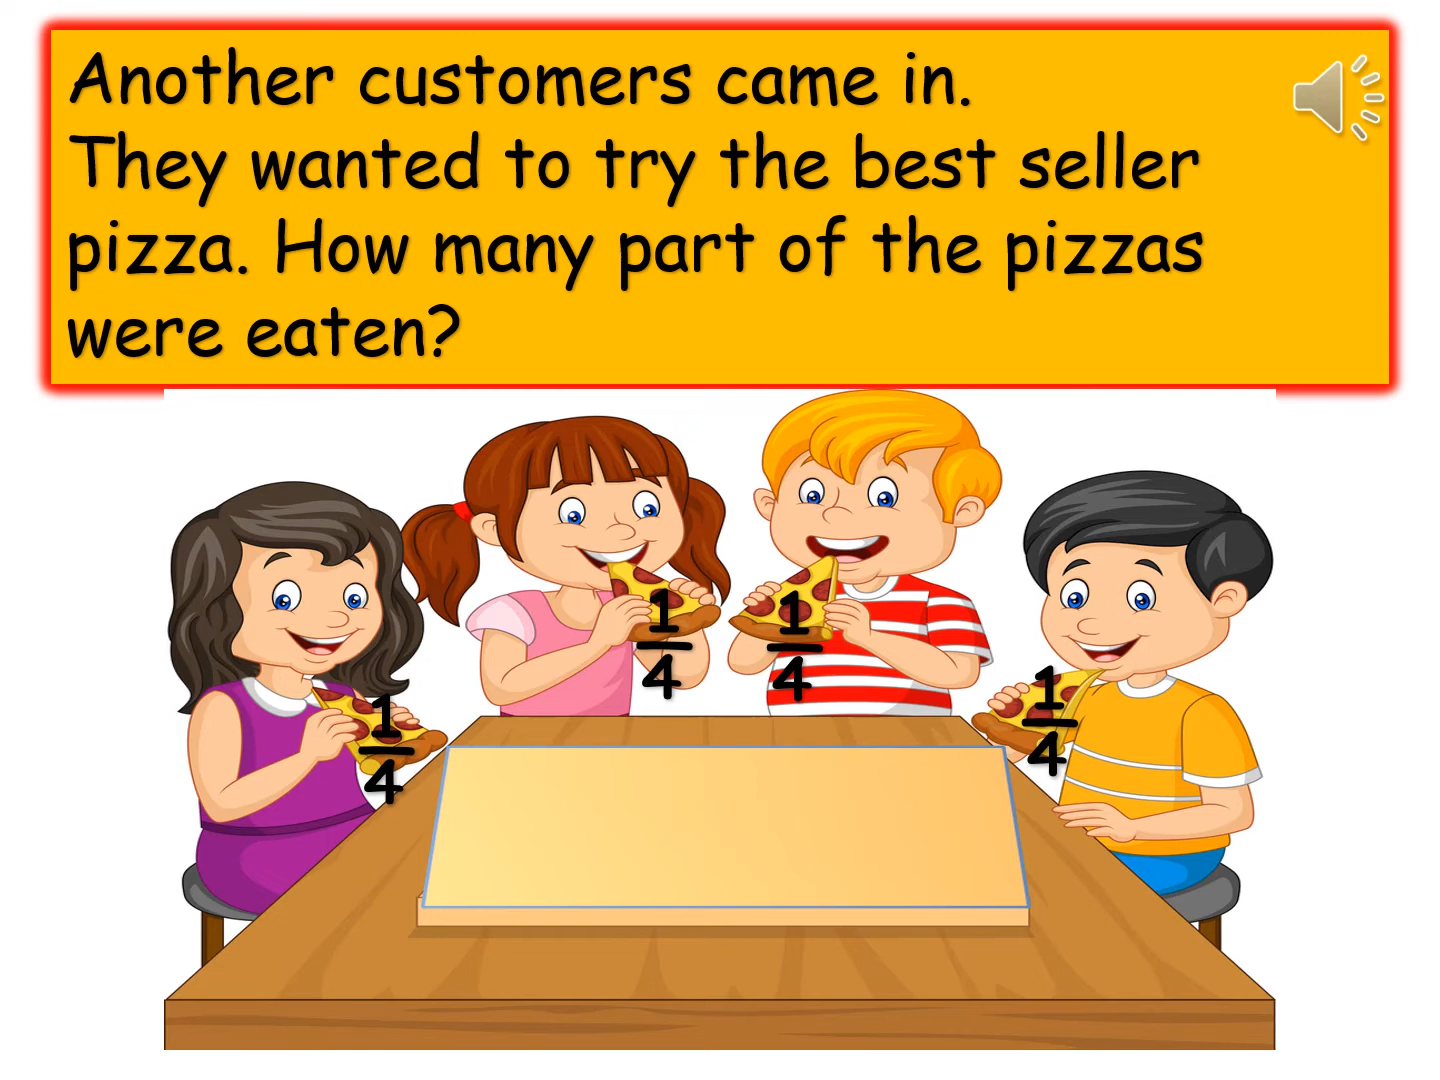 Another customers came in.
They wanted to try the best seller
pizza. How many part of the pizzas
were eaten?
1
4
1
4
1
4
1
4